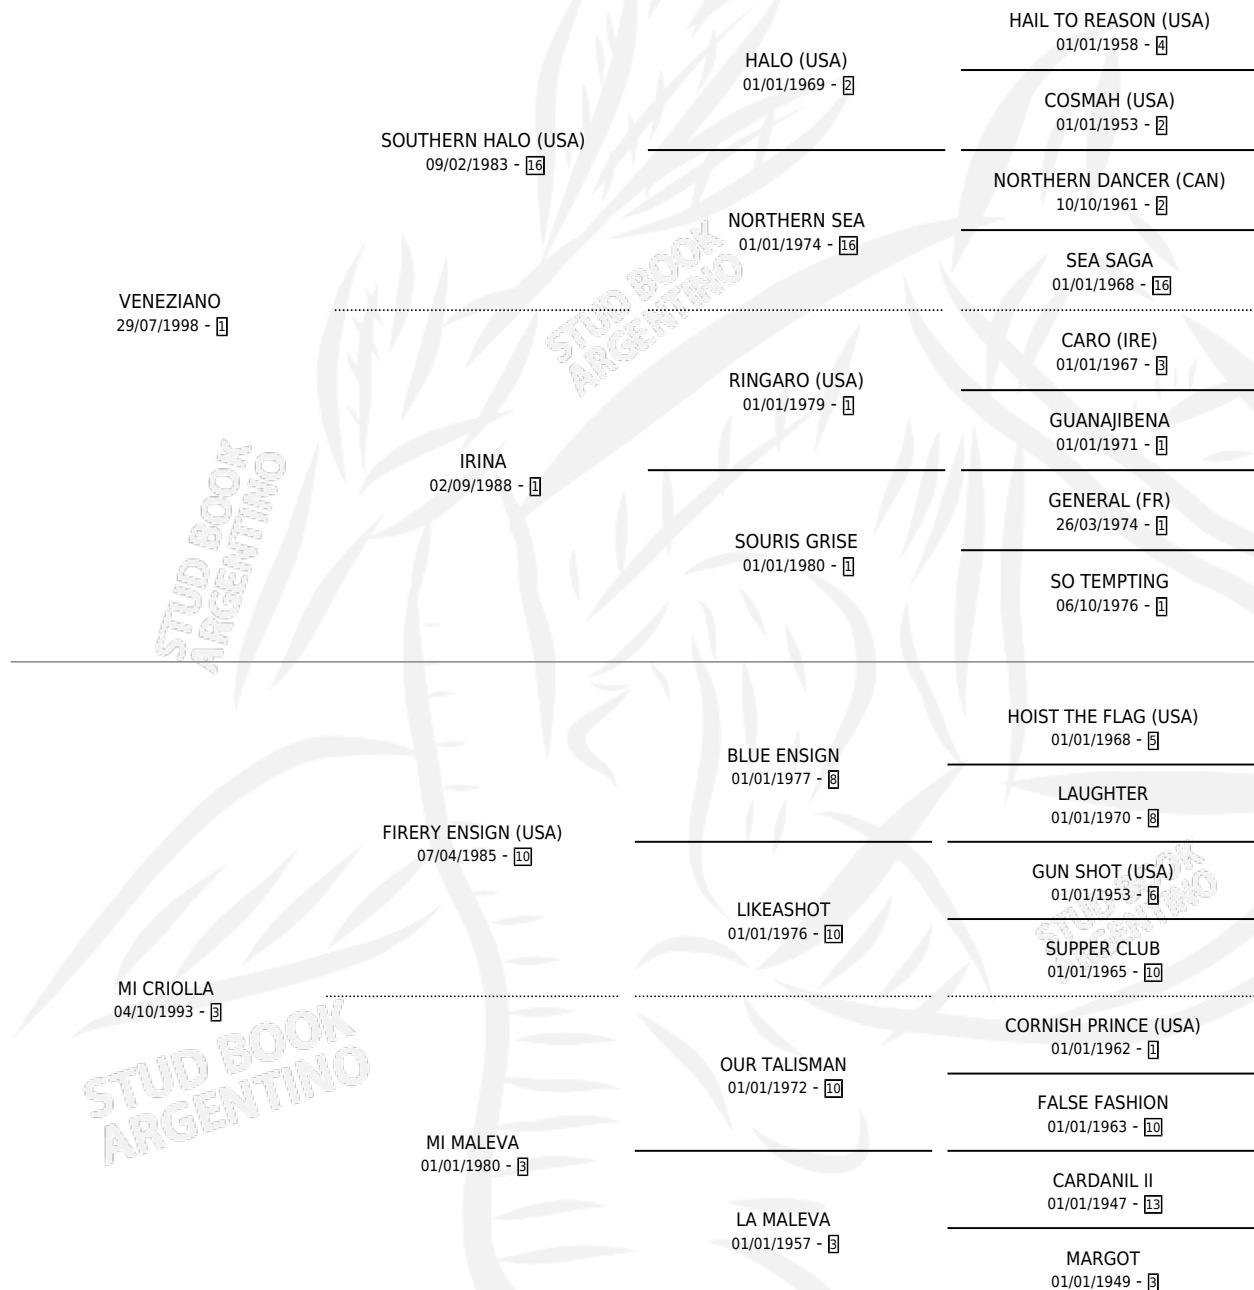 HAIL TO REASON (USA)
01/01/1958 - 4
HALO (USA)
01/01/1969 - 2
COSMAH (USA)
01/01/1953 - 2
SOUTHERN HALO (USA)
09/02/1983 - 16
NORTHERN DANCER (CAN)
10/10/1961 - 2
NORTHERN SEA
01/01/1974 - 16
SEA SAGA
01/01/1968 - 16
VENEZIANO
29/07/1998 - 1
CARO (IRE)
01/01/1967 - 3
RINGARO (USA)
01/01/1979 - 1
GUANAJIBENA
01/01/1971 - 1
IRINA
02/09/1988 - 1
GENERAL (FR)
26/03/1974 - 1
SOURIS GRISE
01/01/1980 - 1
SO TEMPTING
06/10/1976 - 1
HOIST THE FLAG (USA)
01/01/1968 - 5
BLUE ENSIGN
01/01/1977 - 8
LAUGHTER
01/01/1970 - 8
FIRERY ENSIGN (USA)
07/04/1985 - 10
GUN SHOT (USA)
01/01/1953 - 6
LIKEASHOT
01/01/1976 - 10
SUPPER CLUB
01/01/1965 - 10
MI CRIOLLA
04/10/1993 - 3
CORNISH PRINCE (USA)
01/01/1962 - 1
OUR TALISMAN
01/01/1972 - 10
FALSE FASHION
01/01/1963 - 10
MI MALEVA
01/01/1980 - 3
CARDANIL II
01/01/1947 - 13
LA MALEVA
01/01/1957 - 3
MARGOT
01/01/1949 - 3
STUD BOOK
ARGENTINO
STUD BOOK
ARGENTINO
STUD BOOK
ARGENTINO
STUD BOOK
ARGENTINO